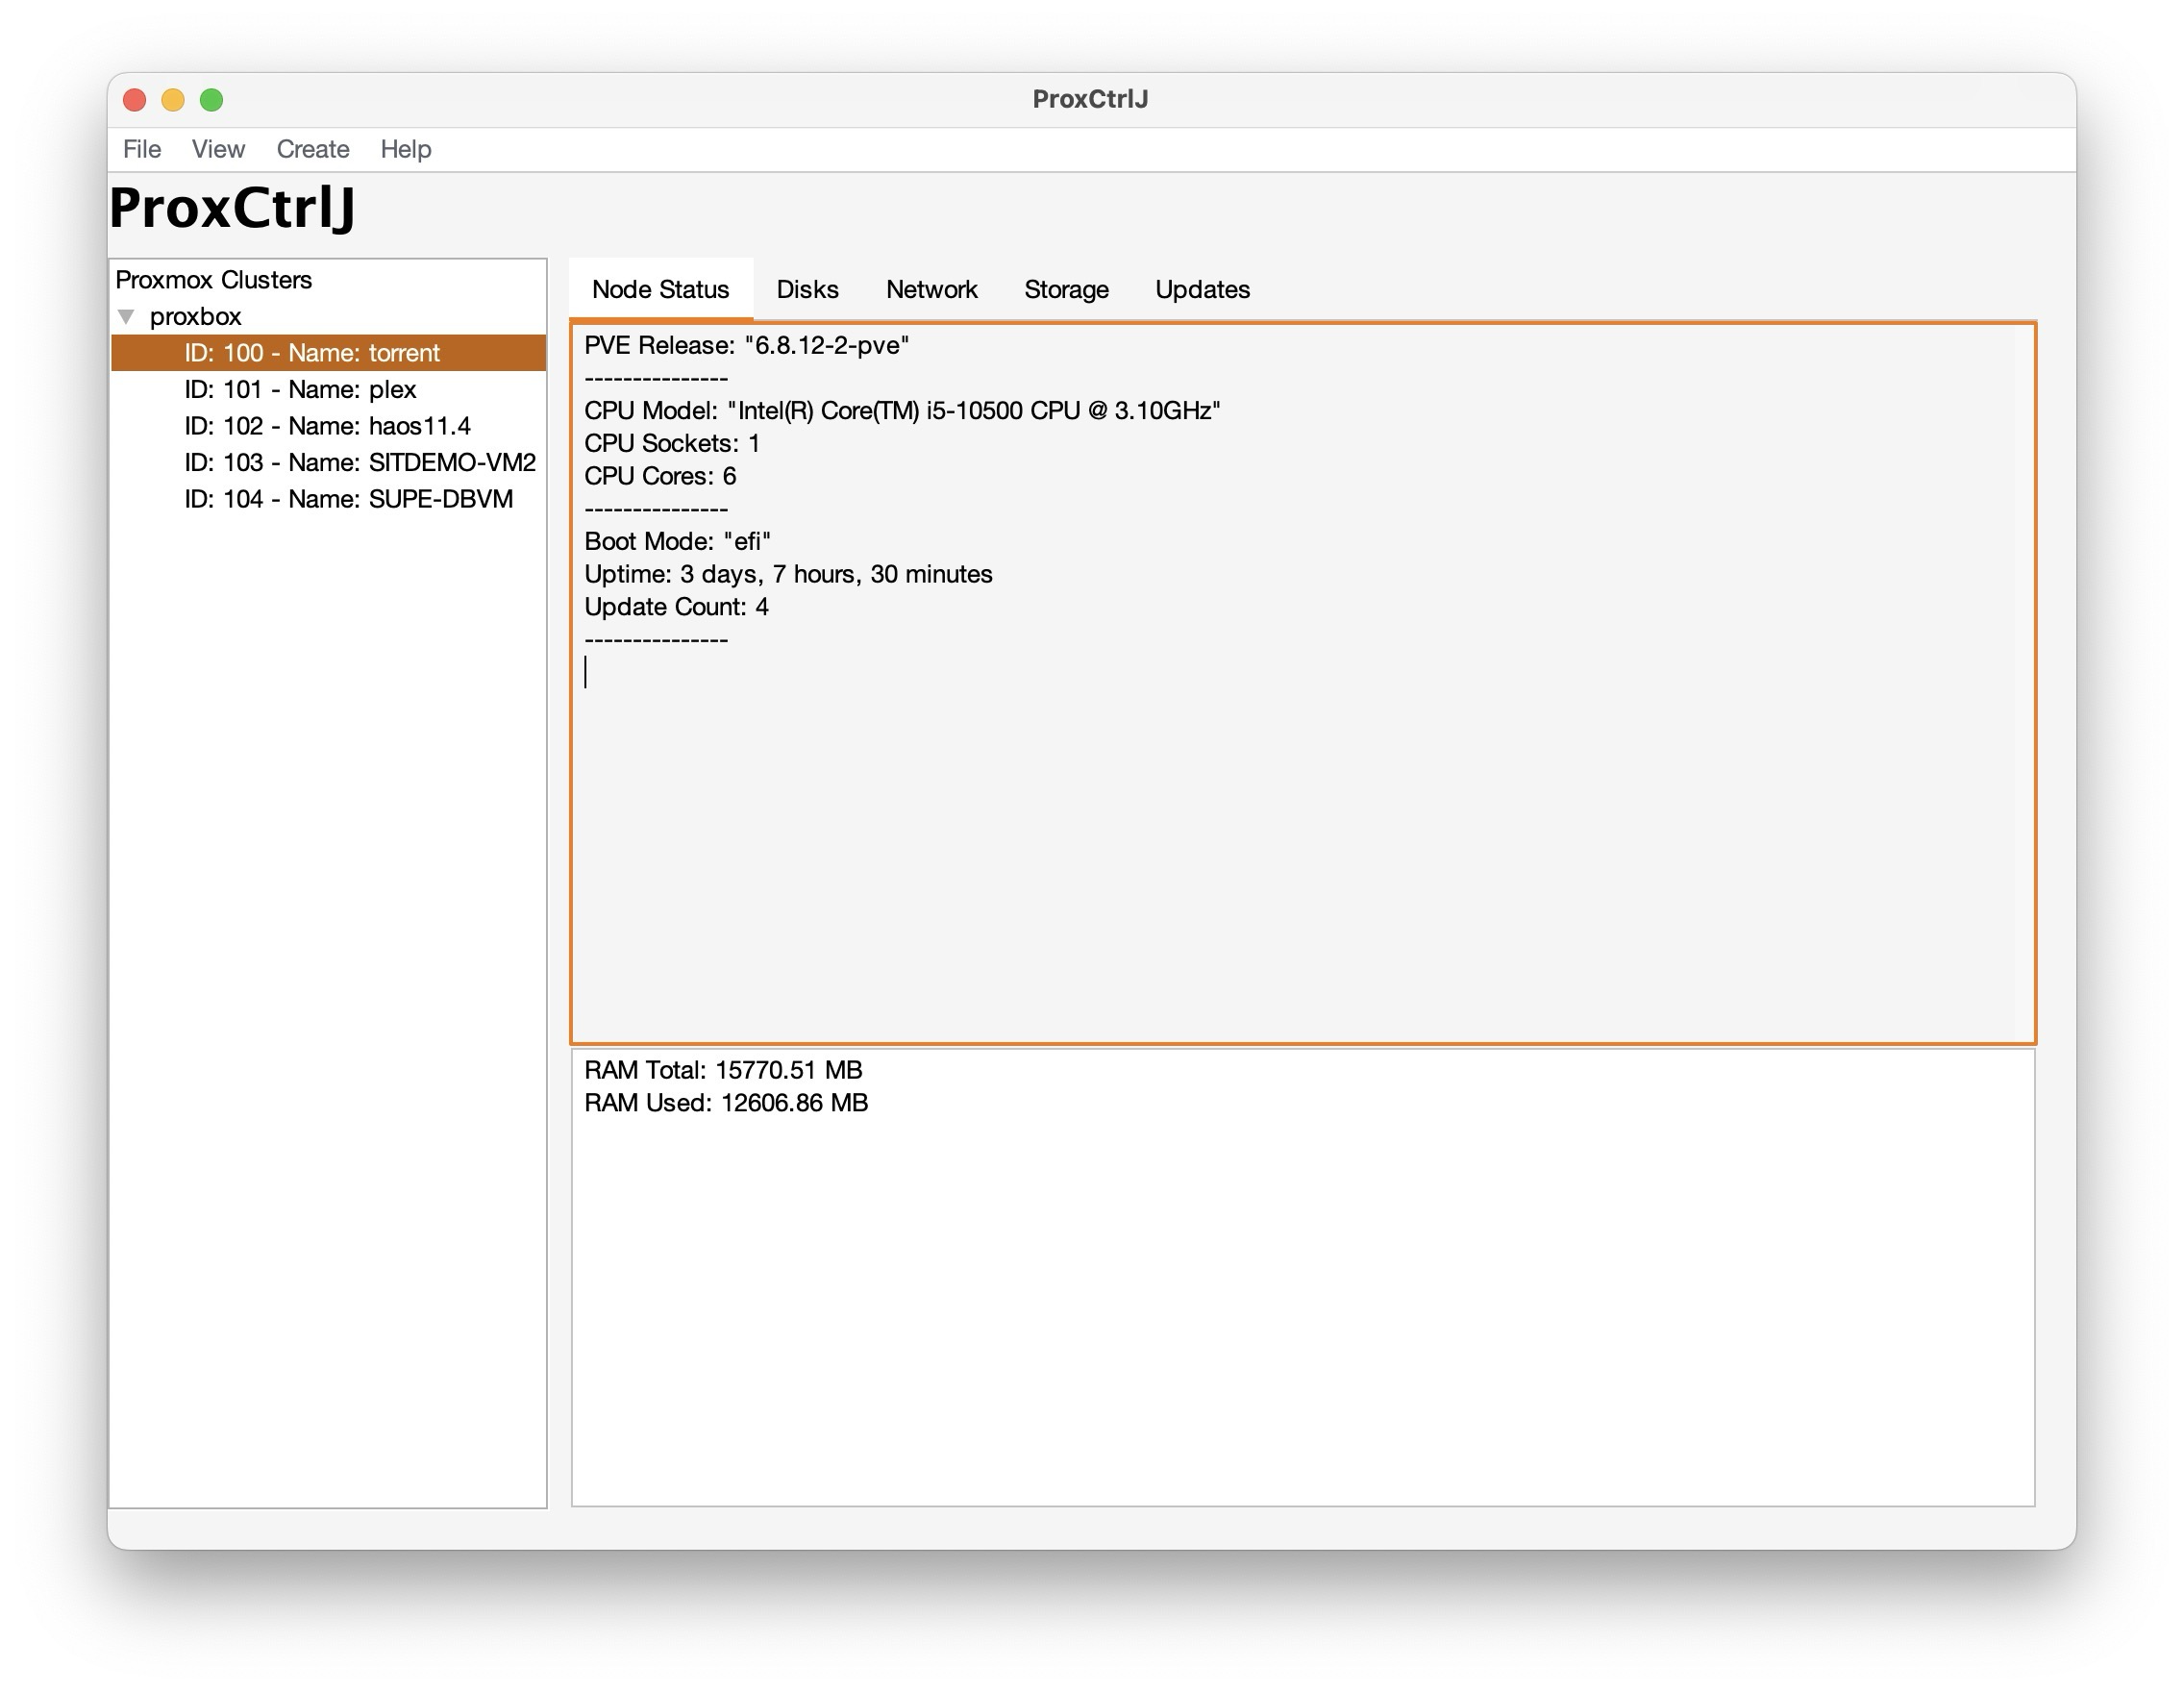 ProxCtrlJ
File View Create Help
ProxCtrlJ
Proxmox Clusters
proxbox
ID: 100 - Name: torrent
ID: 101 - Name: plex
ID: 102 - Name: haos11.4
ID: 103 - Name: SITDEMO-VM2
ID: 104 - Name: SUPE-DBVM
Node Status Disks Network Storage Updates
PVE Release: "6.8.12-2-pve"
---------------
CPU Model: "Intel(R) Core(TM) i5-10500 CPU @ 3.10GHz"
CPU Sockets: 1
CPU Cores: 6
---------------
Boot Mode: "efi"
Uptime: 3 days, 7 hours, 30 minutes
Update Count: 4
---------------
RAM Total: 15770.51 MB
RAM Used: 12606.86 MB